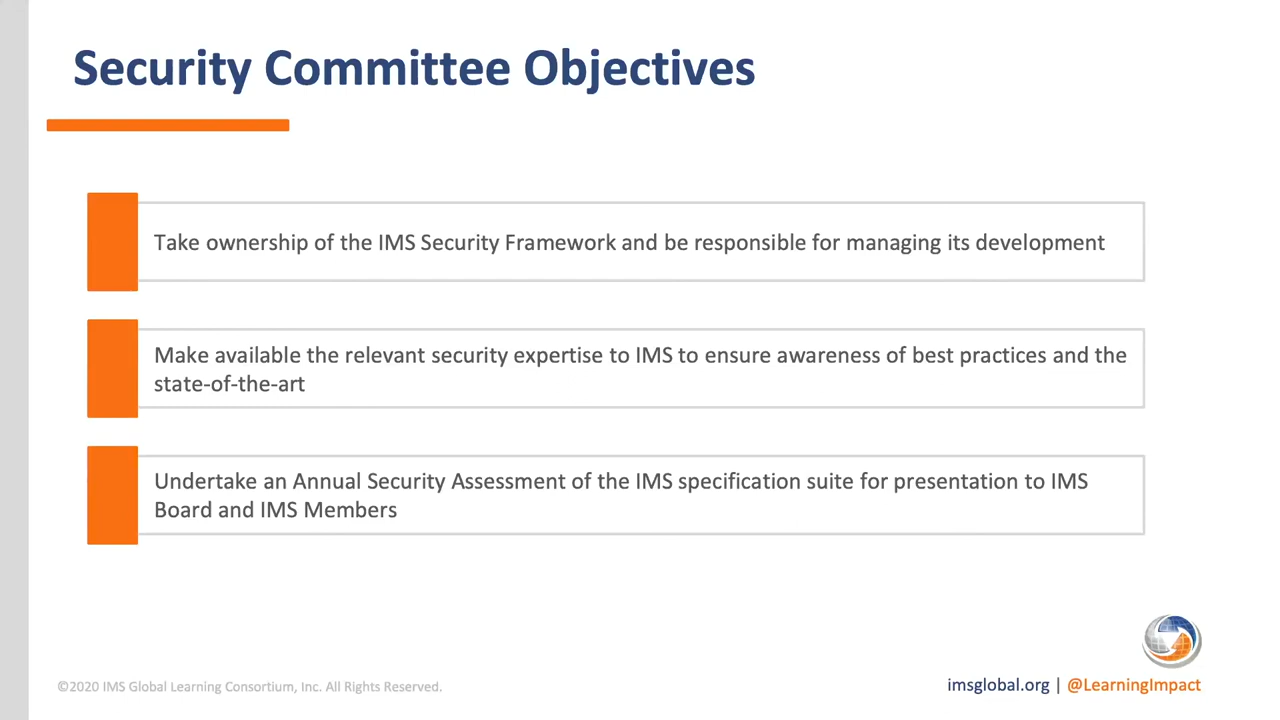 Security Committee Objectives
Take ownership of the IMS Security Framework and be responsible for managing its development
Make available the relevant security expertise to IMS to ensure awareness of best practices and the
state-of-the-art
Undertake an Annual Security Assessment of the IMS specification suite for presentation to IMS
Board and IMS Members
©2020 IMS Global Learning Consortium, Inc. All Rights Reserved.
imsglobal.org | @LearningImpact